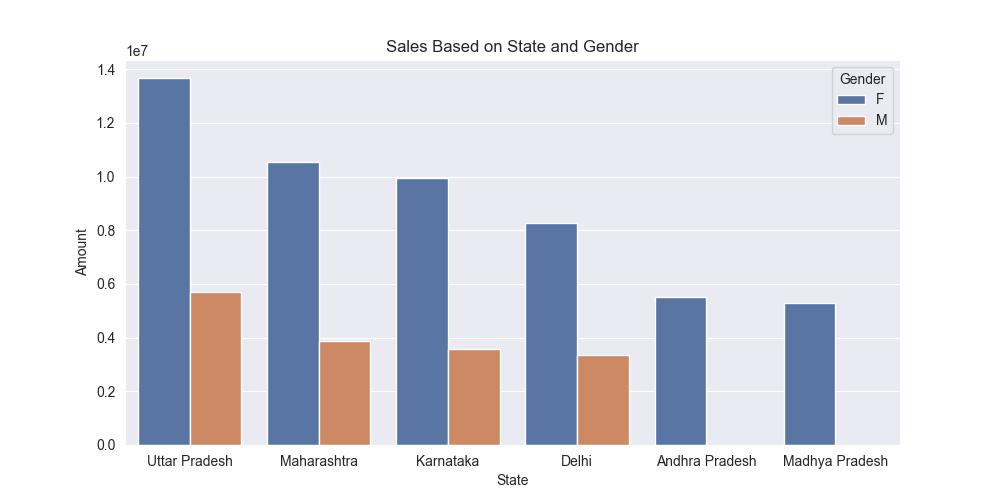 Sales Based on State and Gender
1e7
1.4
1.2
1.0
0.8
0.6
0.4
0.2
0.0
Amount
Gender
F
M
Uttar Pradesh Maharashtra Karnataka Delhi Andhra Pradesh Madhya Pradesh
State